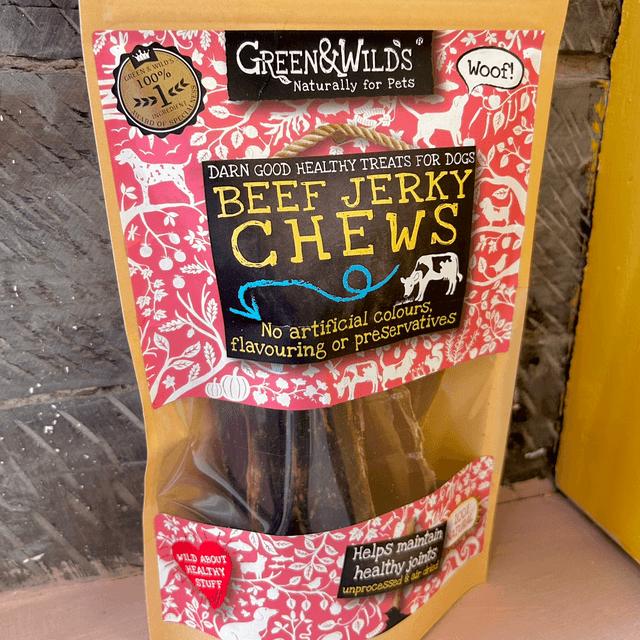 GREEN&WILD'S®
Naturally for Pets
Woof!
GREEN & WILD'S
100%
1
INGREDIENT
DARN GOOD HEALTHY TREATS FOR DOGS
BEEF JERKY
CHEWS
No artificial colours,
flavouring or preservatives
WILD ABOUT
HEALTHY
STUFF
Helps maintain
healthy joints
unprocessed & air dried